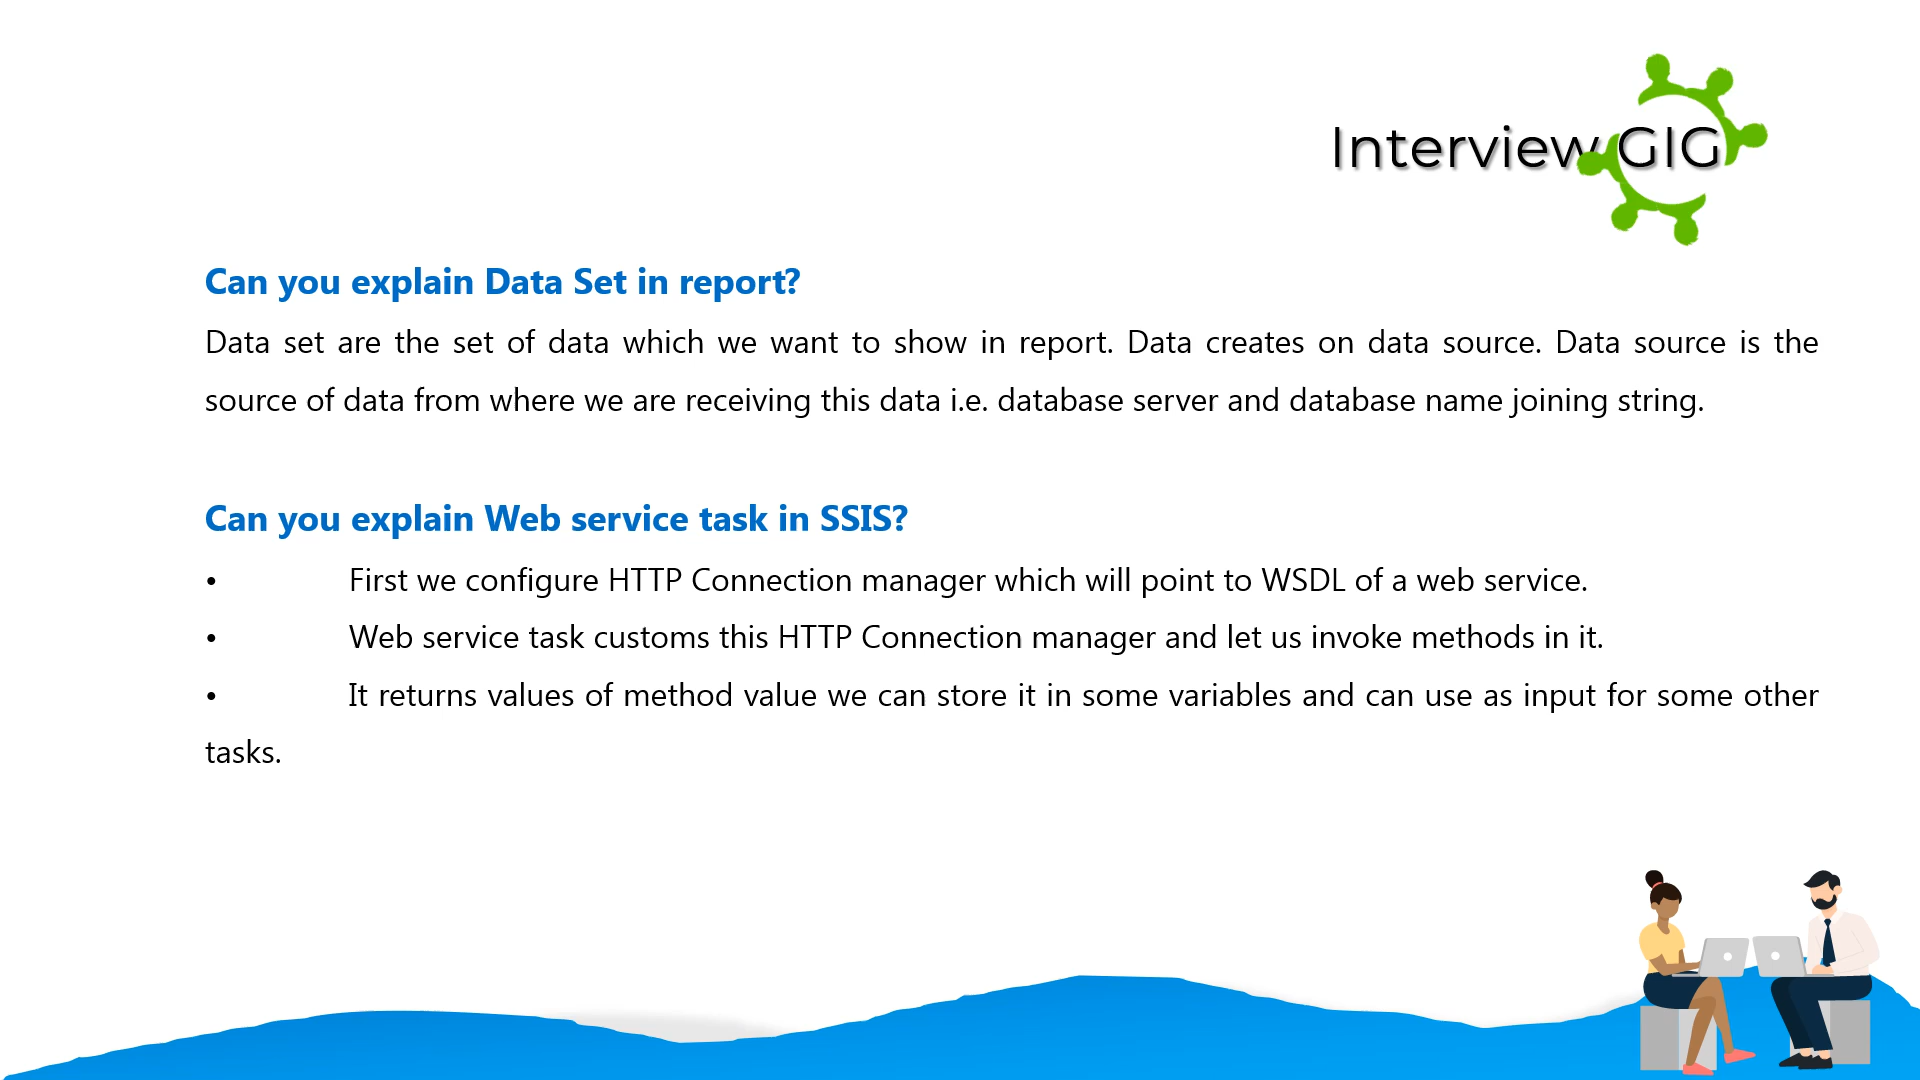 Interview GIG
Can you explain Data Set in report?
Data set are the set of data which we want to show in report. Data creates on data source. Data source is the
source of data from where we are receiving this data i.e. database server and database name joining string.
Can you explain Web service task in SSIS?
• First we configure HTTP Connection manager which will point to WSDL of a web service.
• Web service task customs this HTTP Connection manager and let us invoke methods in it.
• It returns values of method value we can store it in some variables and can use as input for some other
tasks.